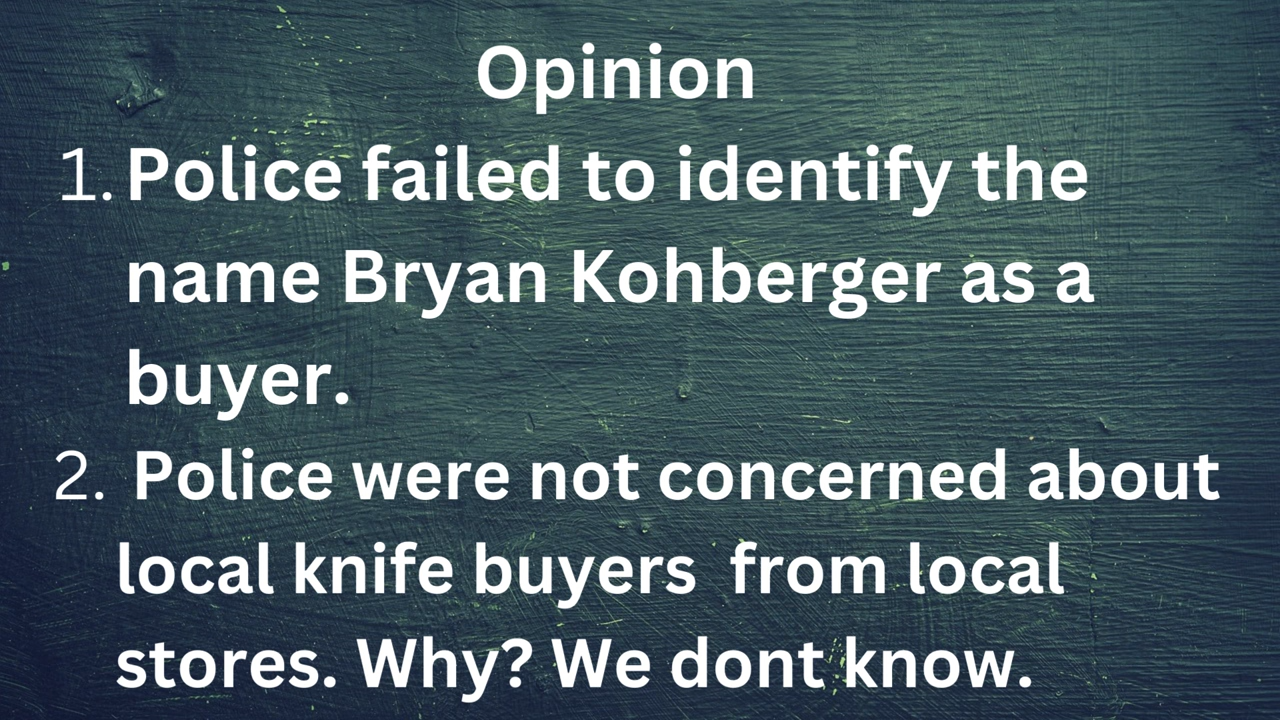 Opinion
1. Police failed to identify the
name Bryan Kohberger as a
buyer.
2. Police were not concerned about
local knife buyers from local
stores. Why? We dont know.